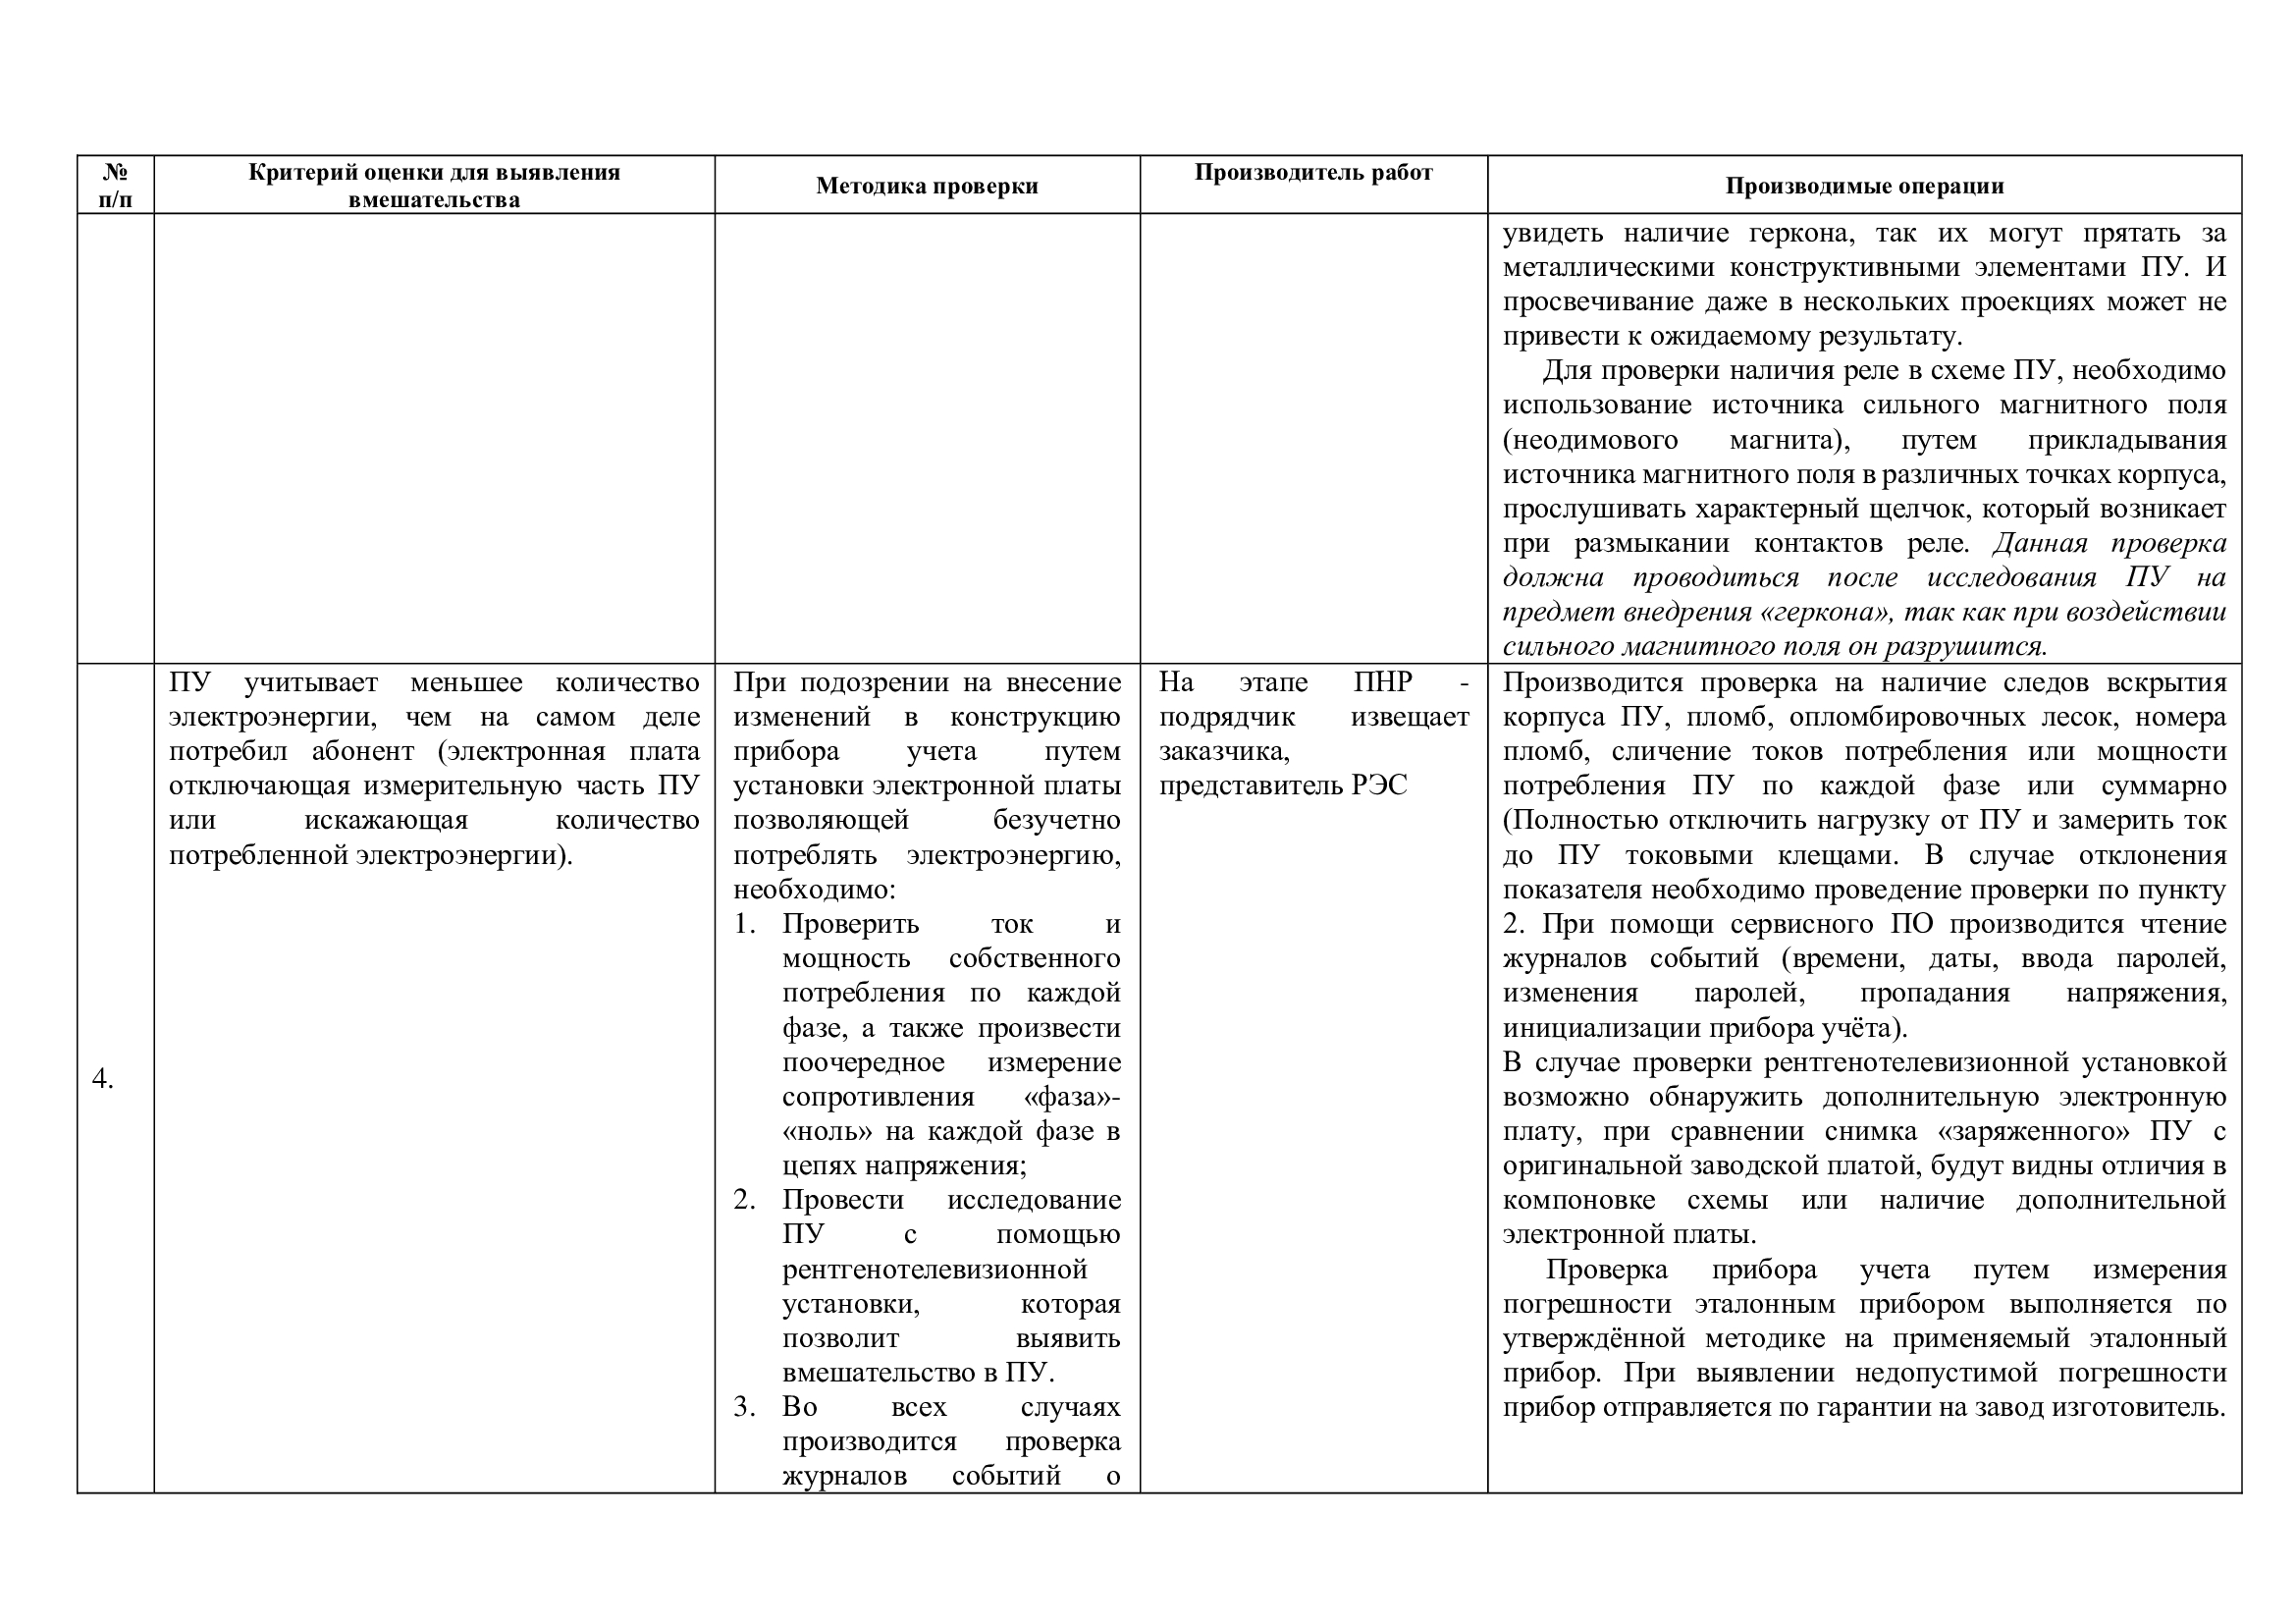 №
п/п
Критерий оценки для выявления
вмешательства
Методика проверки
Производитель работ
Производимые операции
увидеть наличие геркона, так их могут прятать за
металлическими конструктивными элементами ПУ. И
просвечивание даже в нескольких проекциях может не
привести к ожидаемому результату.
Для проверки наличия реле в схеме ПУ, необходимо
использование источника сильного магнитного поля
(неодимового магнита), путем прикладывания
источника магнитного поля в различных точках корпуса,
прослушивать характерный щелчок, который возникает
при размыкании контактов реле. Данная проверка
должна проводиться после исследования ПУ на
предмет внедрения «геркона», так как при воздействии
сильного магнитного поля он разрушится.
4.
ПУ учитывает меньшее количество
электроэнергии, чем на самом деле
потребил абонент (электронная плата
отключающая измерительную часть ПУ
или искажающая количество
потребленной электроэнергии).
При подозрении на внесение
изменений в конструкцию
прибора учета путем
установки электронной платы
позволяющей безучетно
потреблять электроэнергию,
необходимо:
1. Проверить ток и
мощность собственного
потребления по каждой
фазе, а также произвести
поочередное измерение
сопротивления «фаза»-
«ноль» на каждой фазе в
цепях напряжения;
2. Провести исследование
ПУ с помощью
рентгенотелевизионной
установки, которая
позволит выявить
вмешательство в ПУ.
3. Во всех случаях
производится проверка
журналов событий о
На этапе ПНР -
подрядчик извещает
заказчика,
представитель РЭС
Производится проверка на наличие следов вскрытия
корпуса ПУ, пломб, опломбировочных лесок, номера
пломб, сличение токов потребления или мощности
потребления ПУ по каждой фазе или суммарно
(Полностью отключить нагрузку от ПУ и замерить ток
до ПУ токовыми клещами. В случае отклонения
показателя необходимо проведение проверки по пункту
2. При помощи сервисного ПО производится чтение
журналов событий (времени, даты, ввода паролей,
изменения паролей, пропадания напряжения,
инициализации прибора учёта).
В случае проверки рентгенотелевизионной установкой
возможно обнаружить дополнительную электронную
плату, при сравнении снимка «заряженного» ПУ с
оригинальной заводской платой, будут видны отличия в
компоновке схемы или наличие дополнительной
электронной платы.
Проверка прибора учета путем измерения
погрешности эталонным прибором выполняется по
утверждённой методике на применяемый эталонный
прибор. При выявлении недопустимой погрешности
прибор отправляется по гарантии на завод изготовитель.